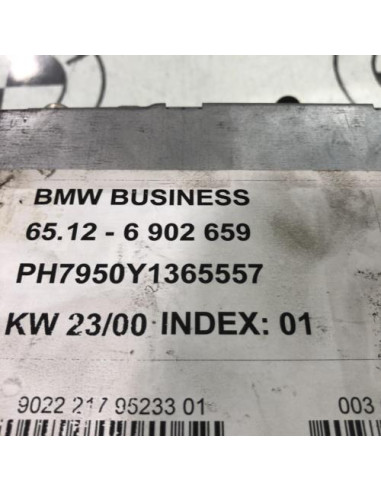 BMW BUSINESS
65.12 - 6 902 659
PH7950Y1365557
KW 23/00 INDEX: 01
9022 217 95233 01
003